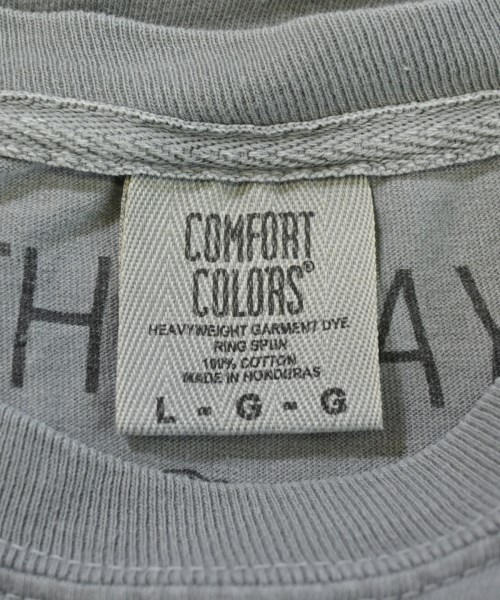 COMFORT
COLORS®
HEAVYWEIGHT GARMENT DYE
RING SPUN
100% COTTON
MADE IN HONDURAS
L - G - G